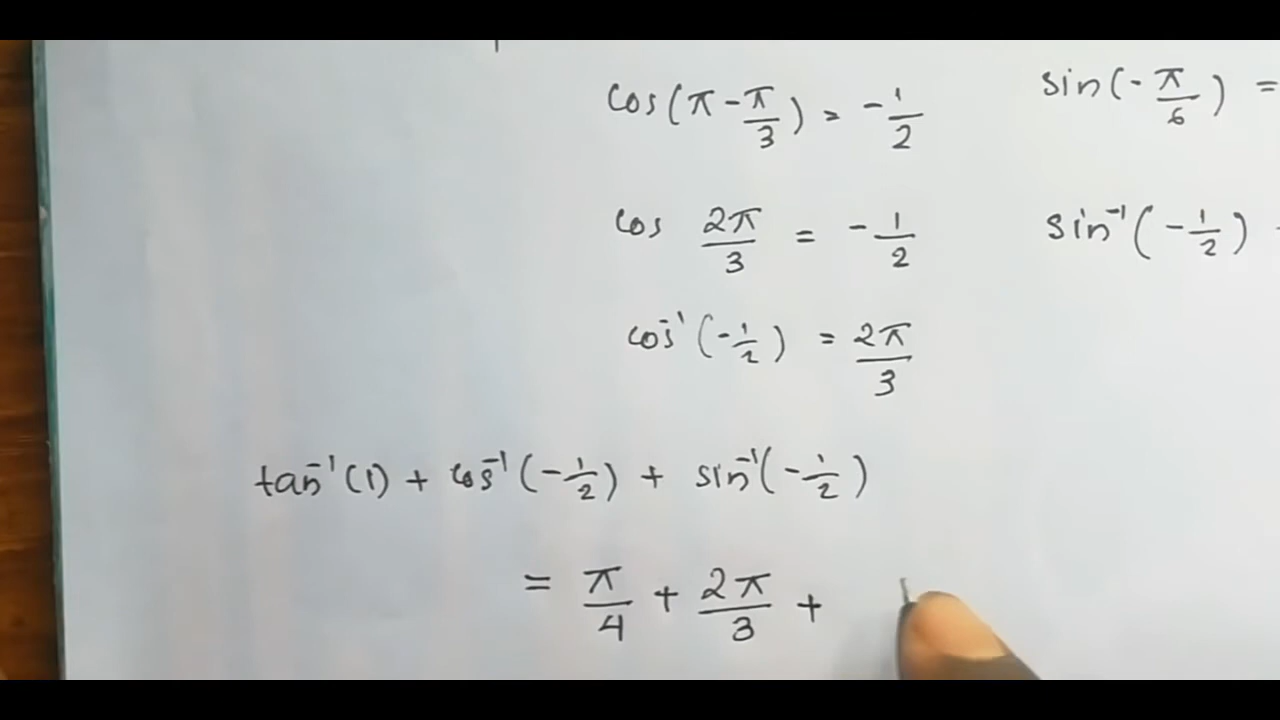 cos(π - π/3) = -1/2    sin(-π/6) =
cos 2π/3 = -1/2    sin⁻¹(-1/2)
cos⁻¹(-1/2) = 2π/3
tan⁻¹(1) + cos⁻¹(-1/2) + sin⁻¹(-1/2)
= π/4 + 2π/3 +